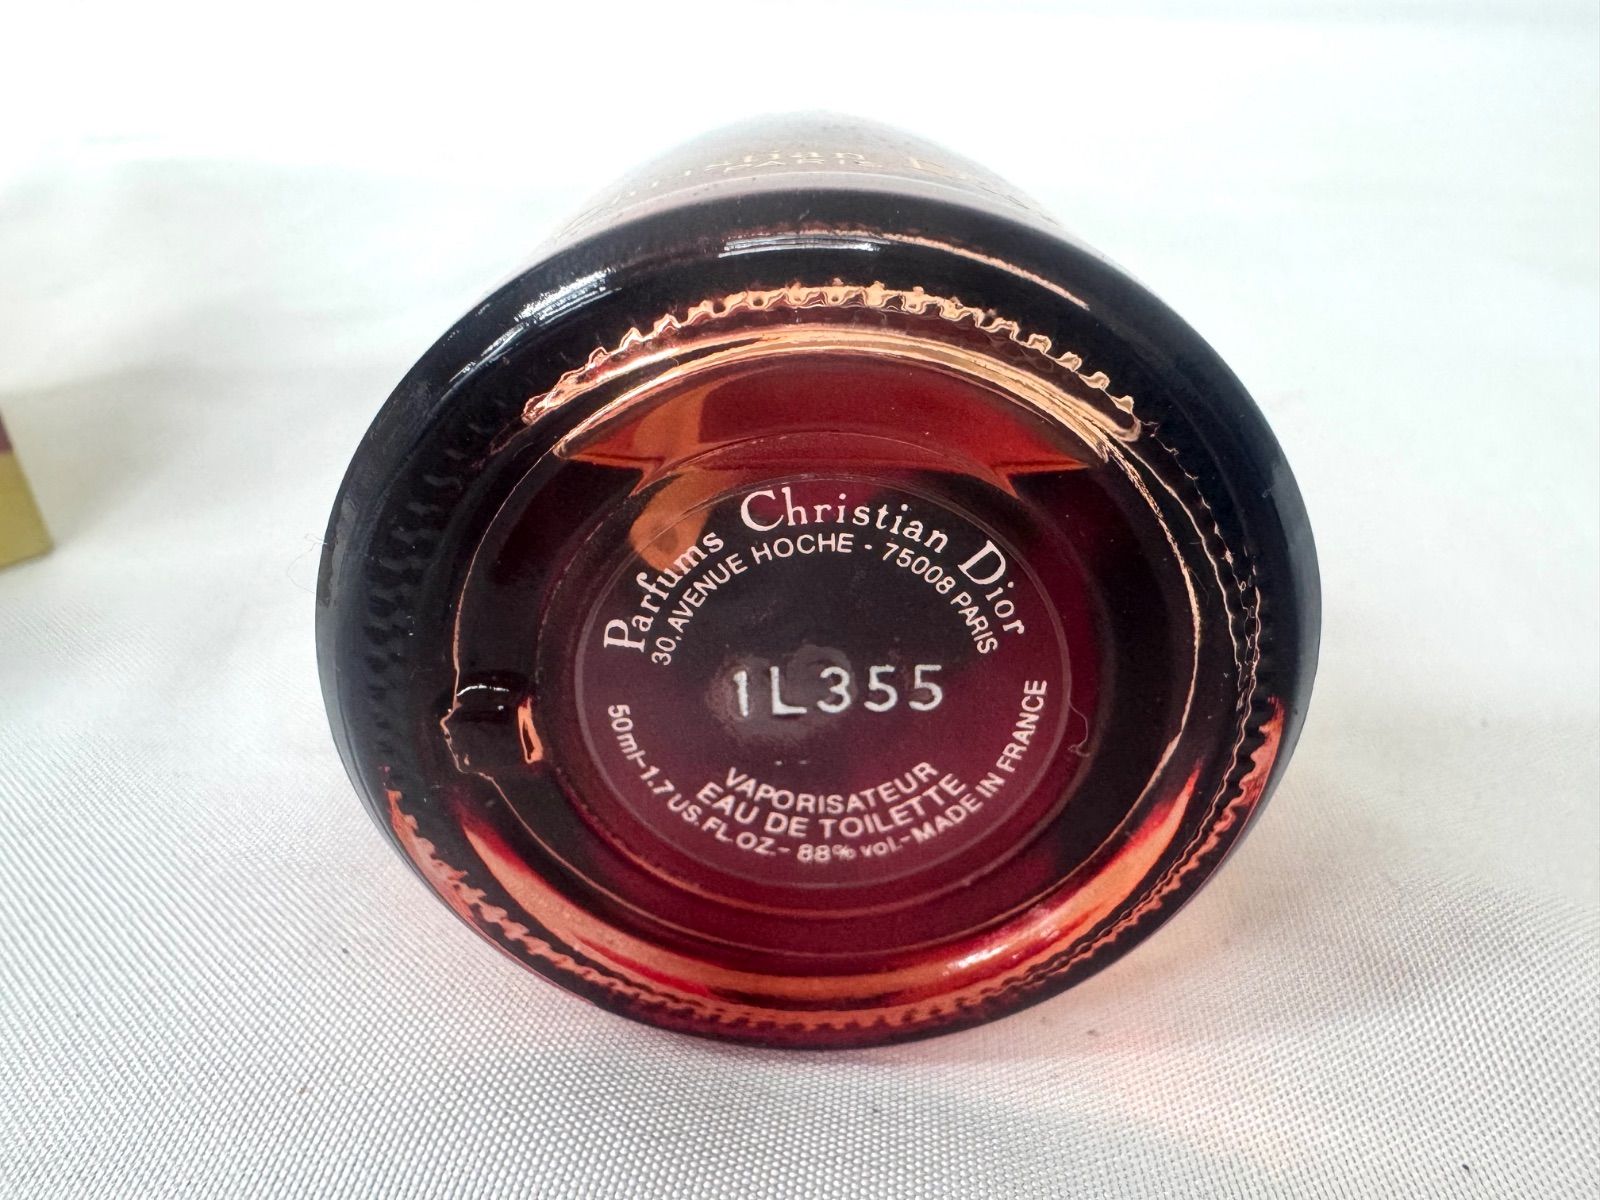 PARIS
Parfums Christian Dior
30, AVENUE HOCHE - 75008 PARIS
1L355
VAPORISATEUR
EAU DE TOILETTE
50ml-1.7 US.FL.OZ.- 88% vol.-MADE IN FRANCE